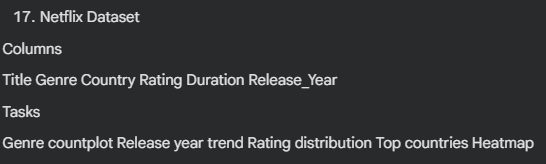 17. Netflix Dataset
Columns
Title Genre Country Rating Duration Release_Year
Tasks
Genre countplot Release year trend Rating distribution Top countries Heatmap